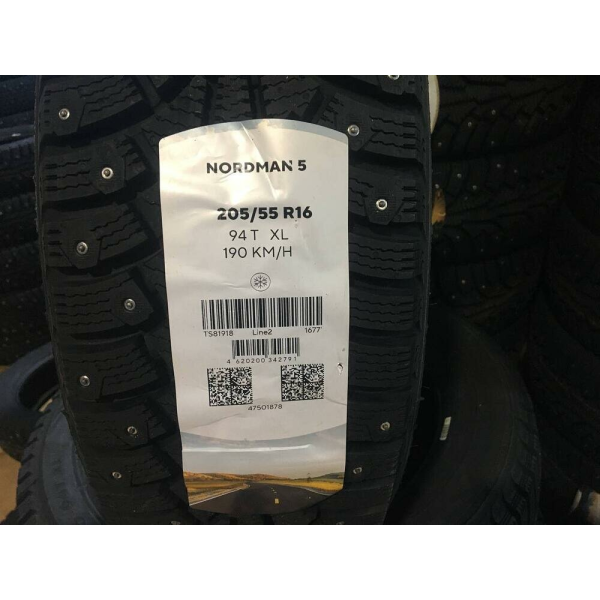 NORDMAN 5
205/55 R16
94 T XL
190 KM/H
TS81918 Line2 1677
4 620200 342791
47501878